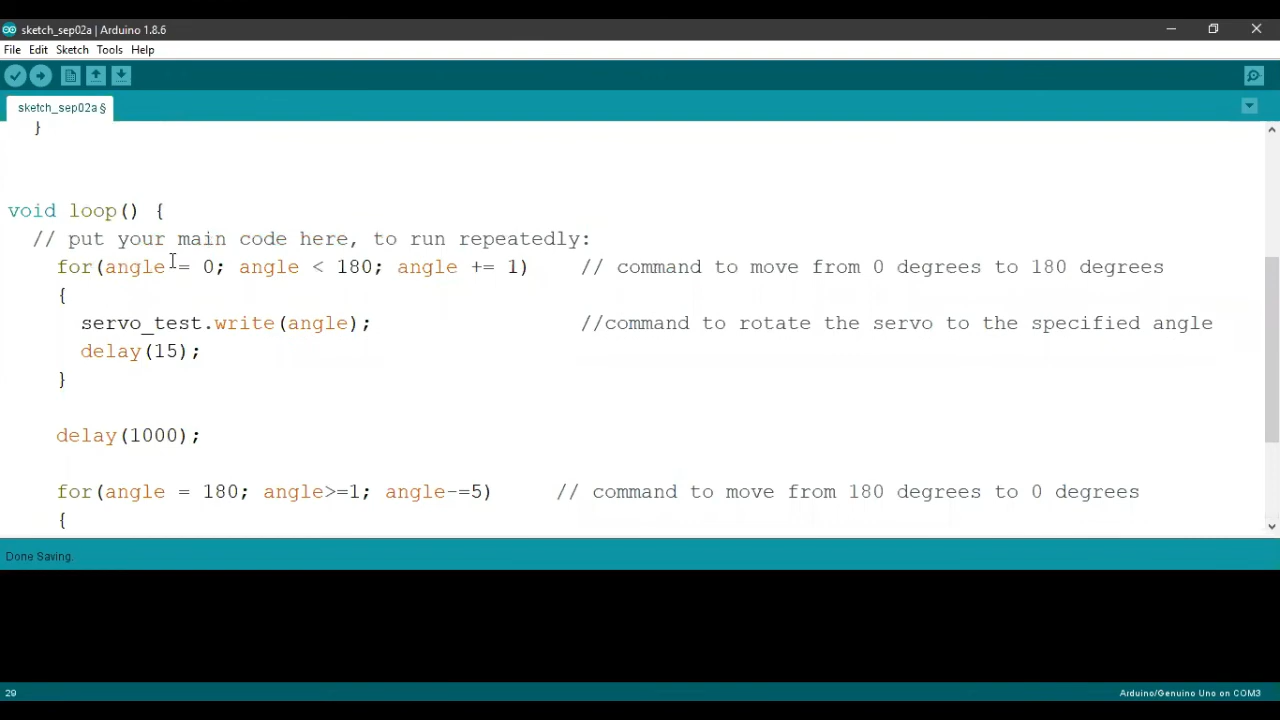 sketch_sep02a | Arduino 1.8.6
File Edit Sketch Tools Help
sketch_sep02a §
}
void loop() {
// put your main code here, to run repeatedly:
for(angle = 0; angle < 180; angle += 1) // command to move from 0 degrees to 180 degrees
{
servo_test.write(angle); //command to rotate the servo to the specified angle
delay(15);
}
delay(1000);
for(angle = 180; angle>=1; angle-=5) // command to move from 180 degrees to 0 degrees
{
Done Saving.
29 Arduino/Genuino Uno on COM3